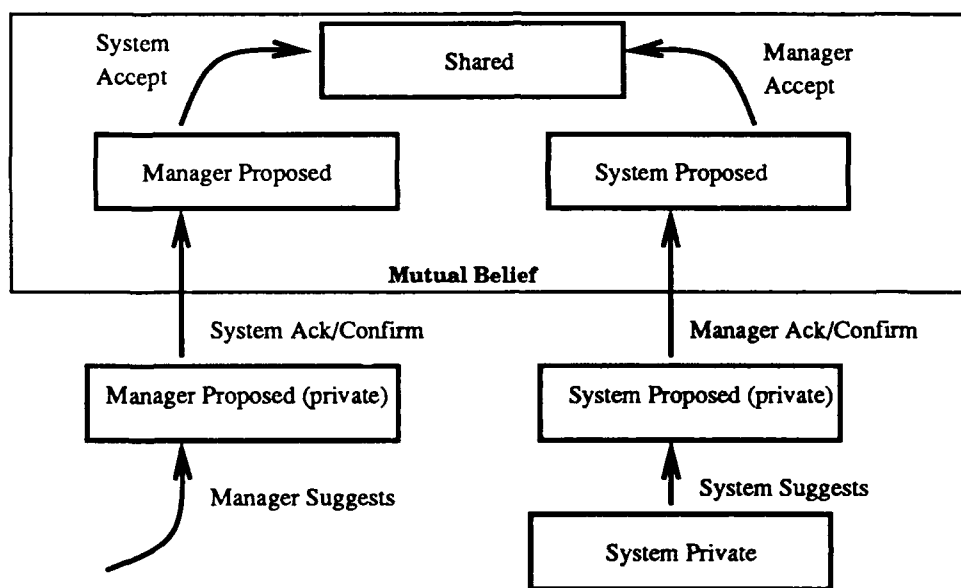 System
Accept
Shared
Manager
Accept
Manager Proposed
System Proposed
Mutual Belief
System Ack/Confirm
Manager Ack/Confirm
Manager Proposed (private)
System Proposed (private)
Manager Suggests
System Suggests
System Private